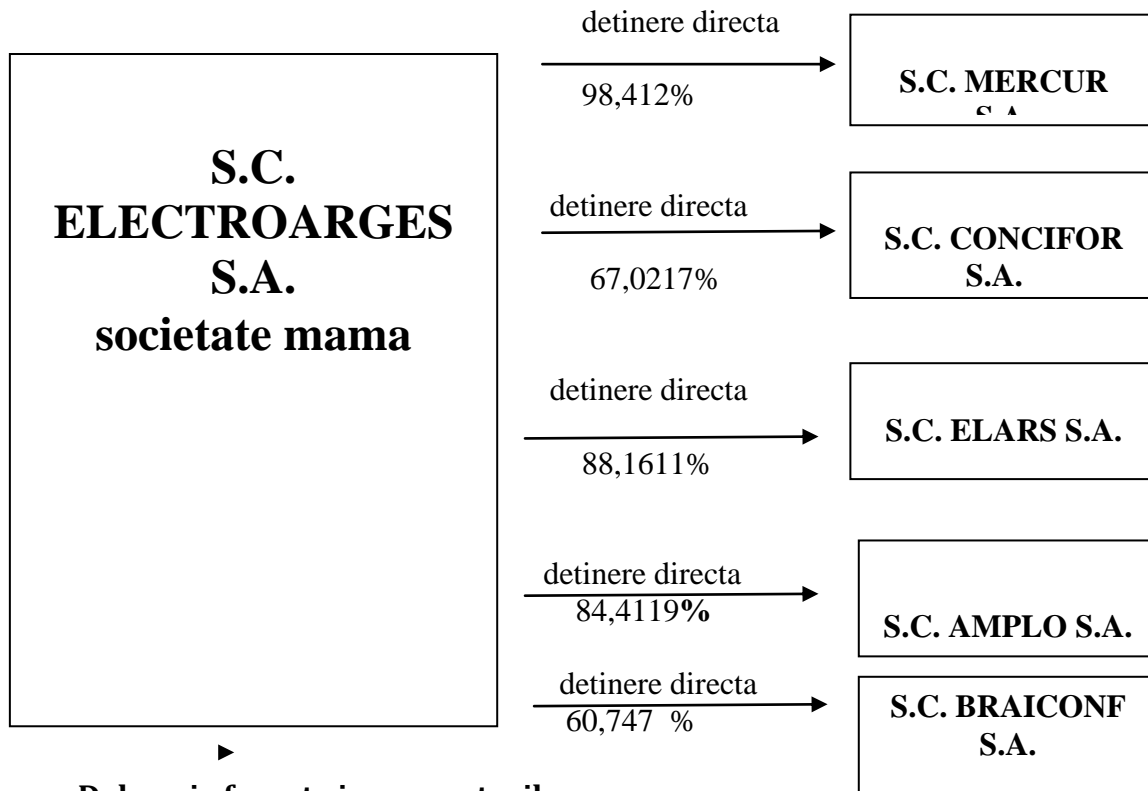 detinere directa
98,412%
S.C. MERCUR
S.C.
ELECTROARGES
S.A.
societate mama
detinere directa
67,0217%
S.C. CONCIFOR
S.A.
detinere directa
88,1611%
S.C. ELARS S.A.
detinere directa
84,4119%
S.C. AMPLO S.A.
detinere directa
60,747 %
S.C. BRAICONF
S.A.